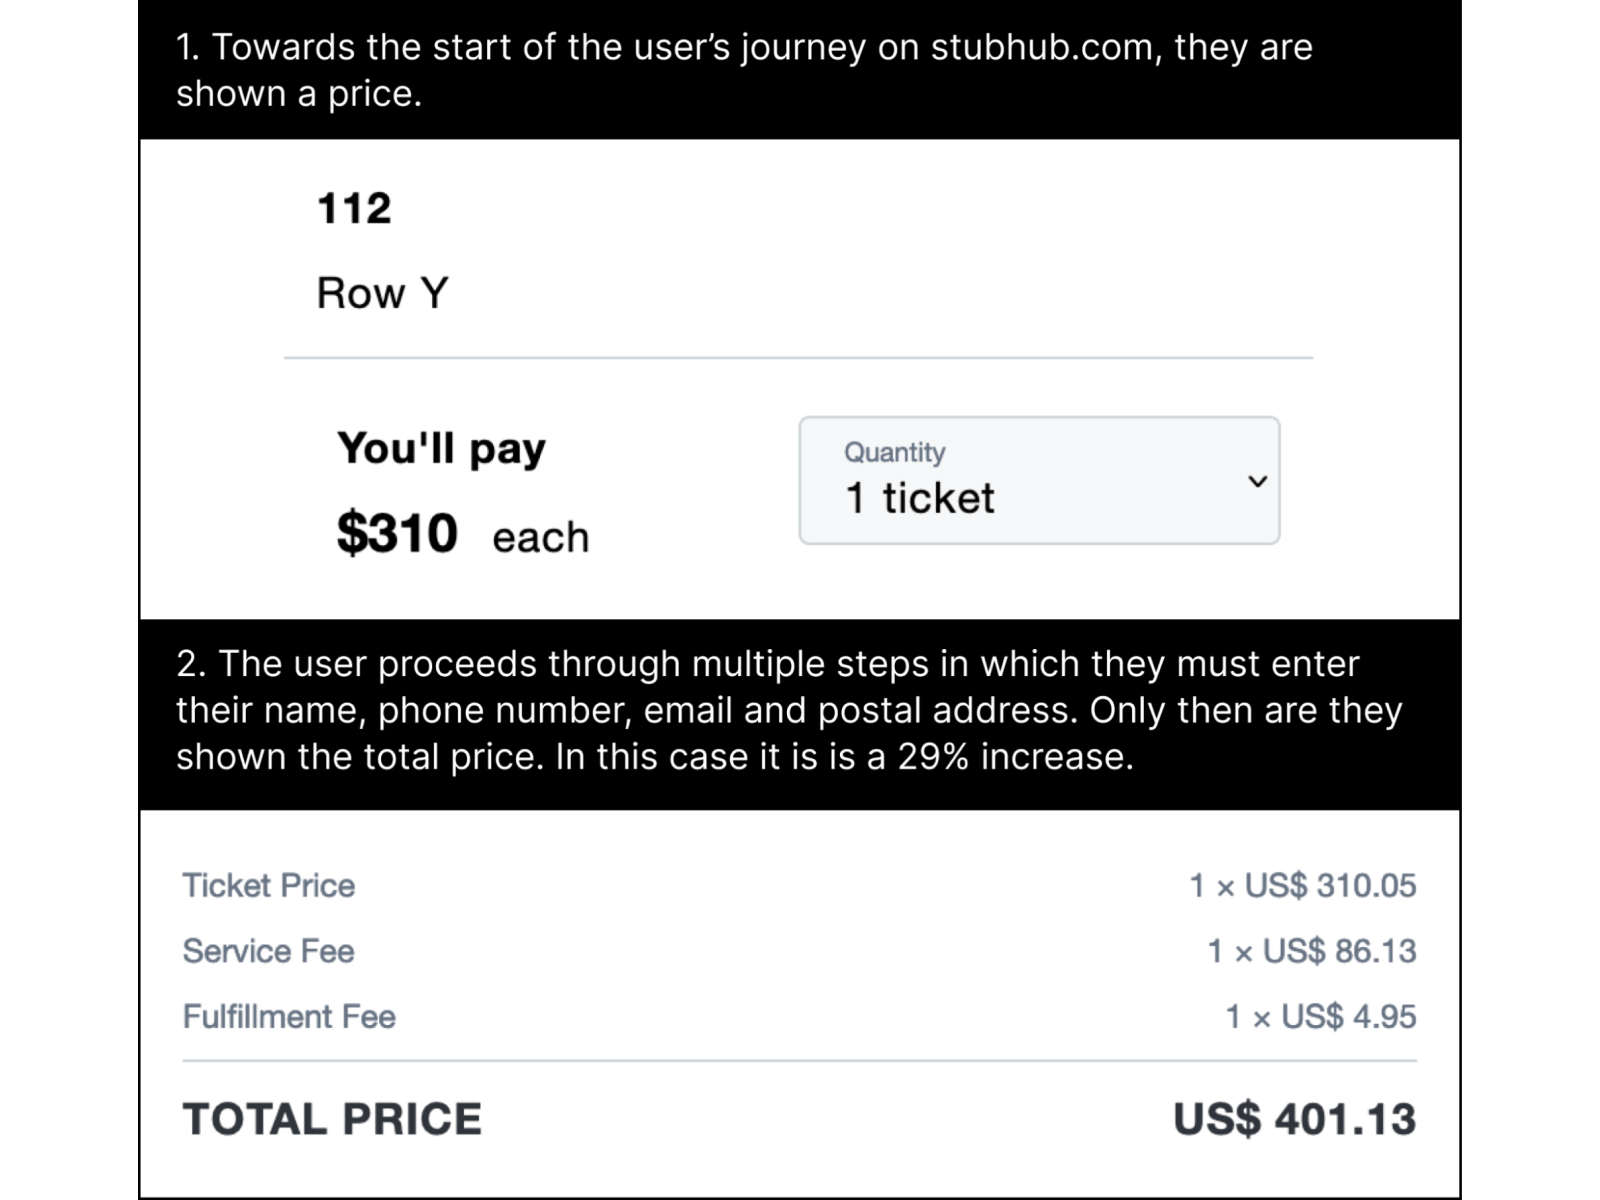 1. Towards the start of the user’s journey on stubhub.com, they are
shown a price.
112
Row Y
You'll pay
$310 each
Quantity
1 ticket
2. The user proceeds through multiple steps in which they must enter
their name, phone number, email and postal address. Only then are they
shown the total price. In this case it is is a 29% increase.
Ticket Price 1 × US$ 310.05
Service Fee 1 × US$ 86.13
Fulfillment Fee 1 × US$ 4.95
TOTAL PRICE US$ 401.13